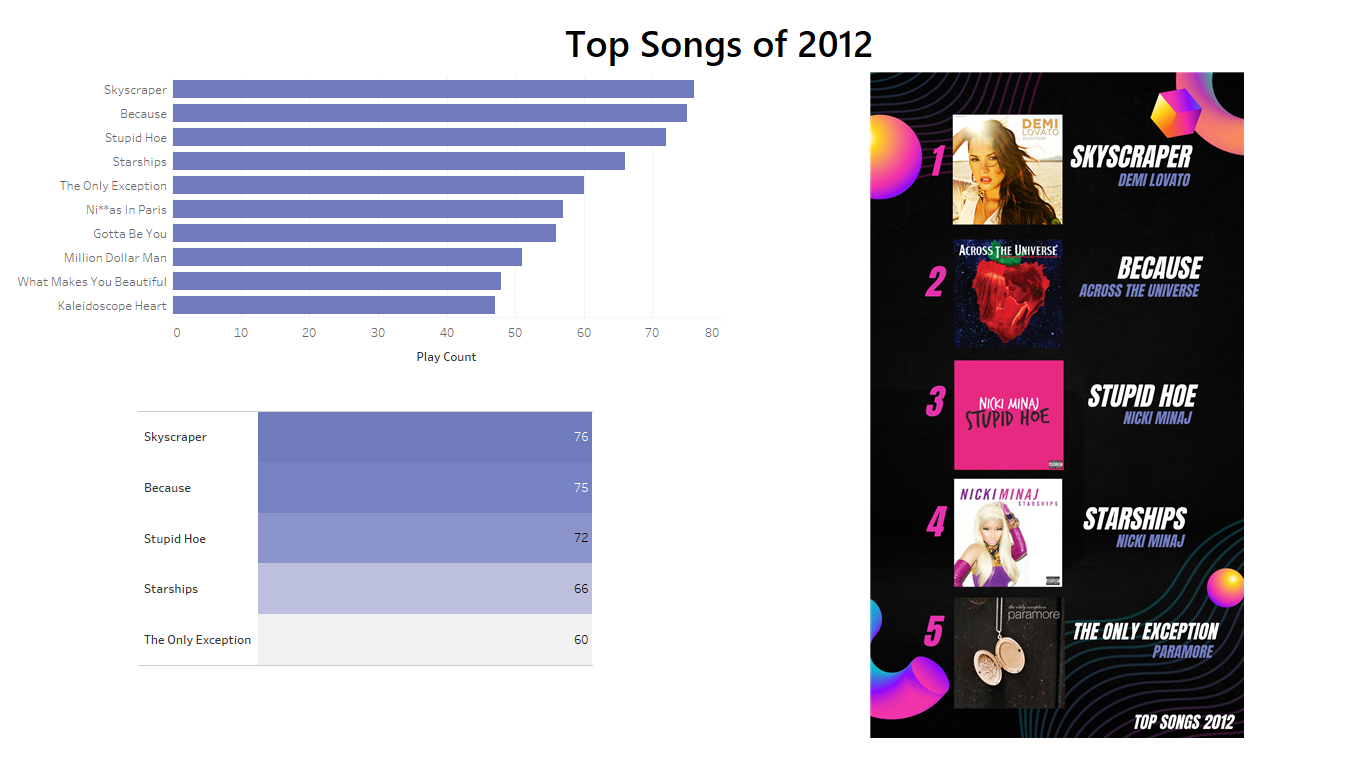 Top Songs of 2012
Skyscraper
Because
Stupid Hoe
Starships
The Only Exception
Ni**as In Paris
Gotta Be You
Million Dollar Man
What Makes You Beautiful
Kaleidoscope Heart
0 10 20 30 40 50 60 70 80
Play Count
Skyscraper 76
Because 75
Stupid Hoe 72
Starships 66
The Only Exception 60
1
DEMI
LOVATO
SKYSCRAPER
DEMI LOVATO
2
ACROSS THE UNIVERSE
BECAUSE
ACROSS THE UNIVERSE
3
NICKI MINAJ
STUPID HOE
STUPID HOE
NICKI MINAJ
4
NICKI MINAJ
STARSHIPS
STARSHIPS
NICKI MINAJ
5
the only exception
paramore
THE ONLY EXCEPTION
PARAMORE
TOP SONGS 2012